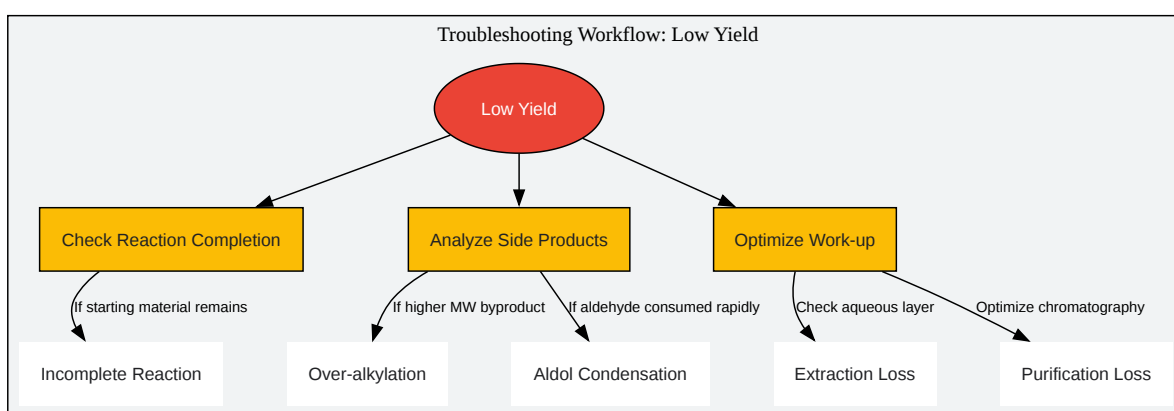 Troubleshooting Workflow: Low Yield
Low Yield
Check Reaction Completion
Analyze Side Products
Optimize Work-up
If starting material remains
If higher MW byproduct
If aldehyde consumed rapidly
Check aqueous layer
Optimize chromatography
Incomplete Reaction
Over-alkylation
Aldol Condensation
Extraction Loss
Purification Loss